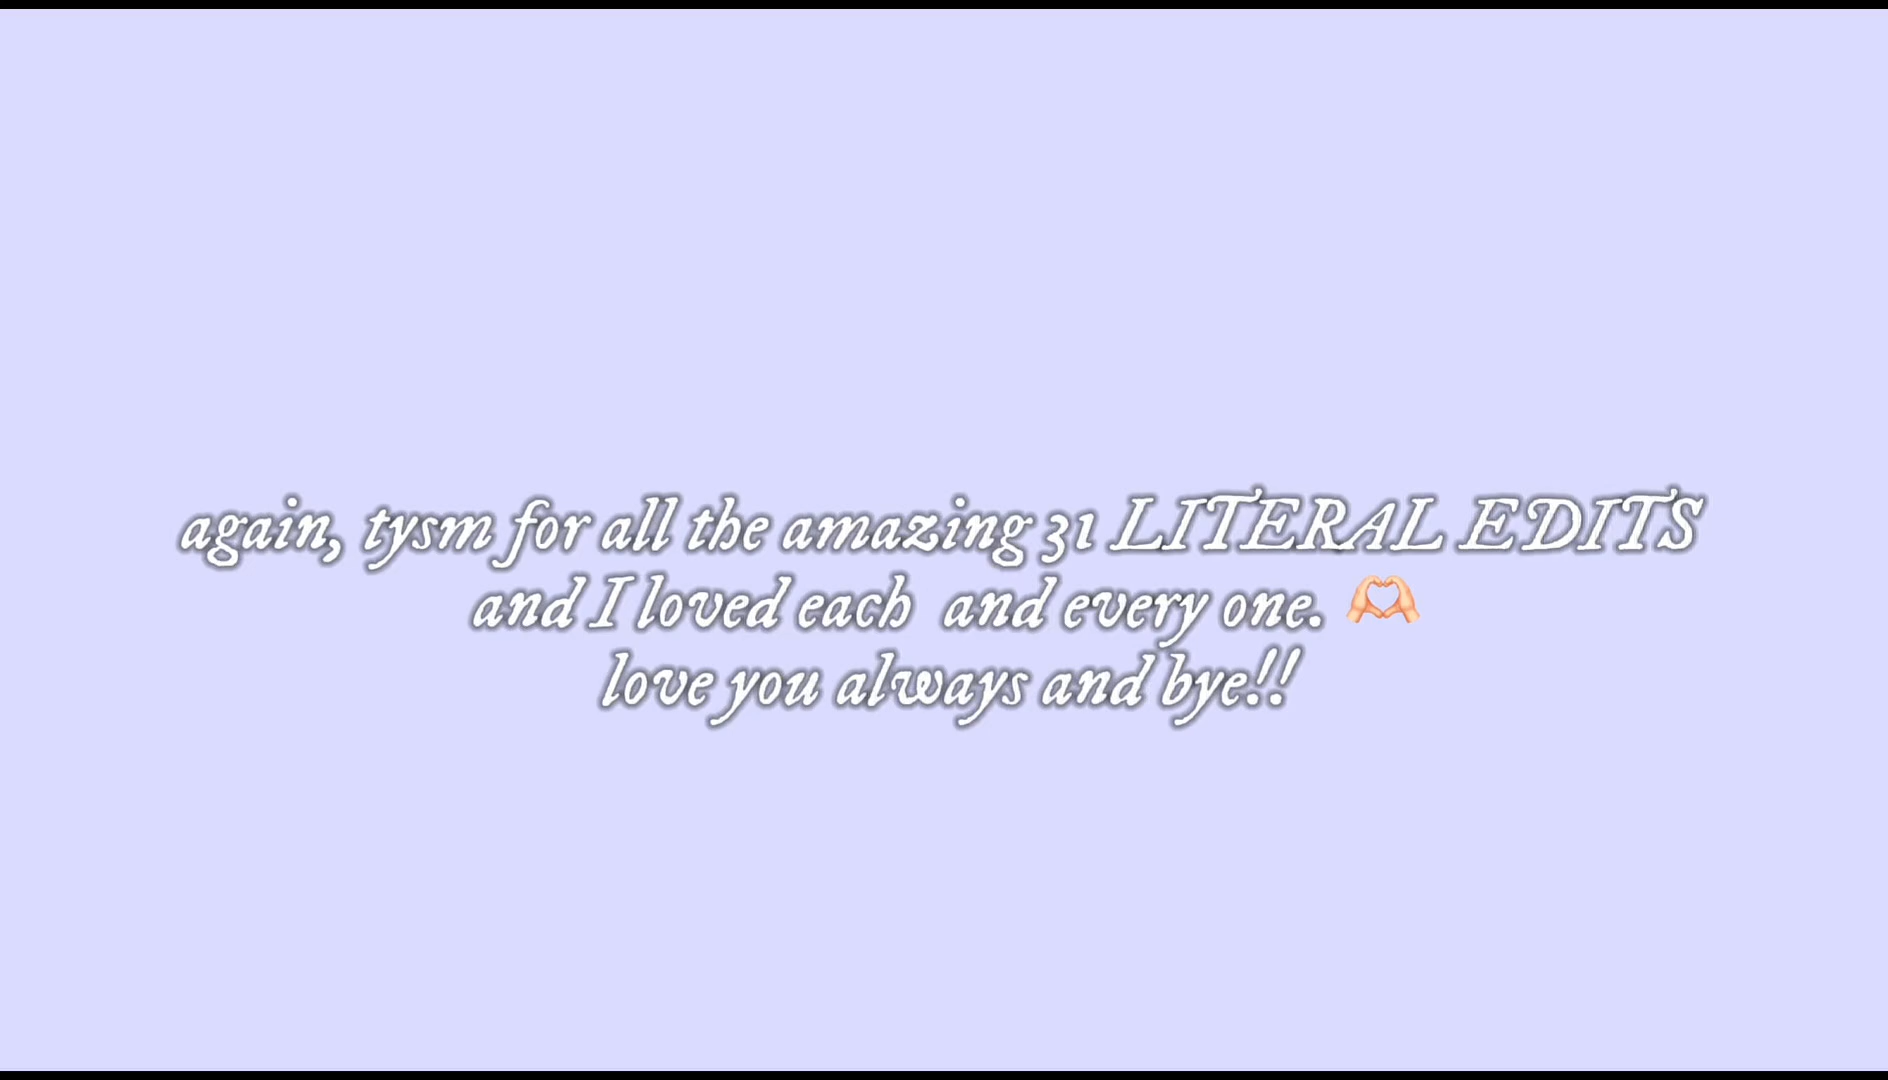 again, tysm for all the amazing 31 LITERAL EDITS
and I loved each  and every one. 🫶🏻
love you always and bye!!